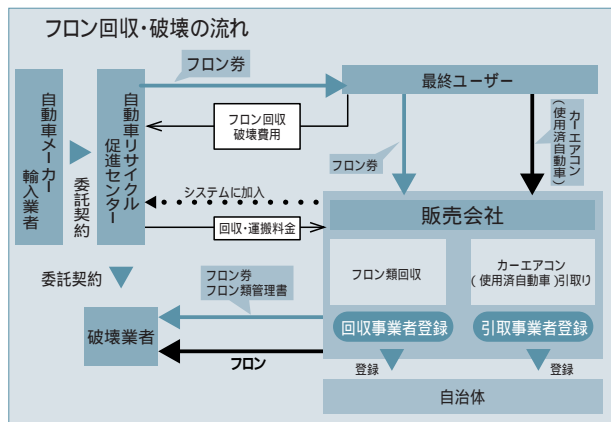 フロン回収・破壊の流れ
フロン券
最終ユーザー
自動車メーカー
輸入業者
委託契約
自動車リサイクル
促進センター
フロン回収
破壊費用
フロン券
カーエアコン
(使用済自動車)
システムに加入
回収・運搬料金
販売会社
フロン類回収
カーエアコン
(使用済自動車)引取り
委託契約
フロン券
フロン類管理書
破壊業者
フロン
回収事業者登録
引取事業者登録
登録
登録
自治体